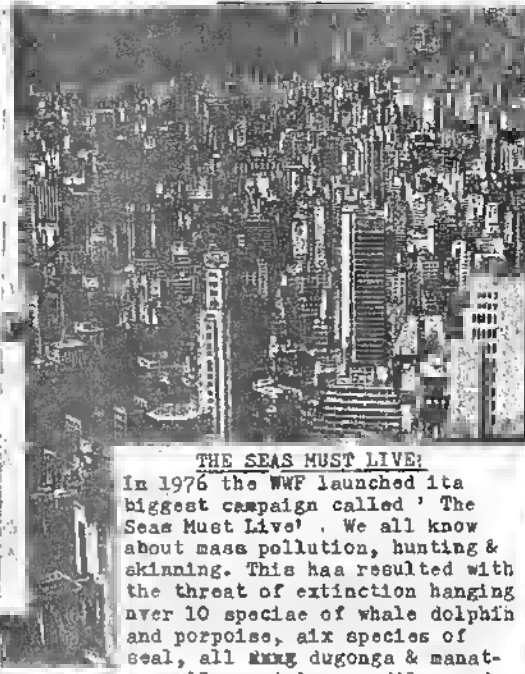 THE SEAS MUST LIVE!
In 1976 the WWF launched its
biggest campaign called ' The
Seas Must Live' . We all know
about mass pollution, hunting &
skinning. This has resulted with
the threat of extinction hanging
over 10 species of whale dolphin
and porpoise, six species of
seal, all dugongs & manat-